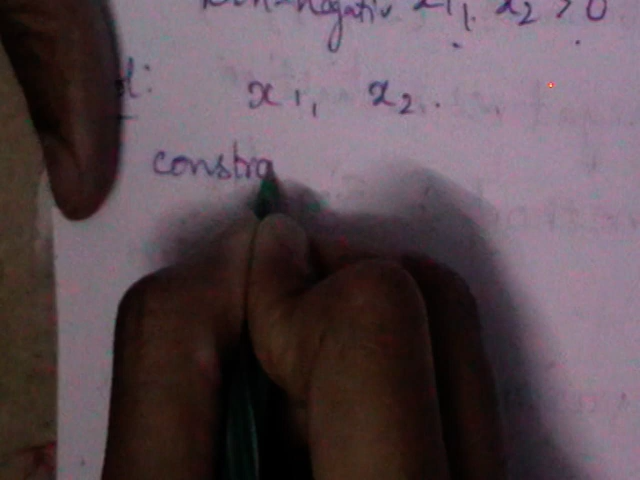 Non-negativ x1, x2 > 0
x1, x2.
constra